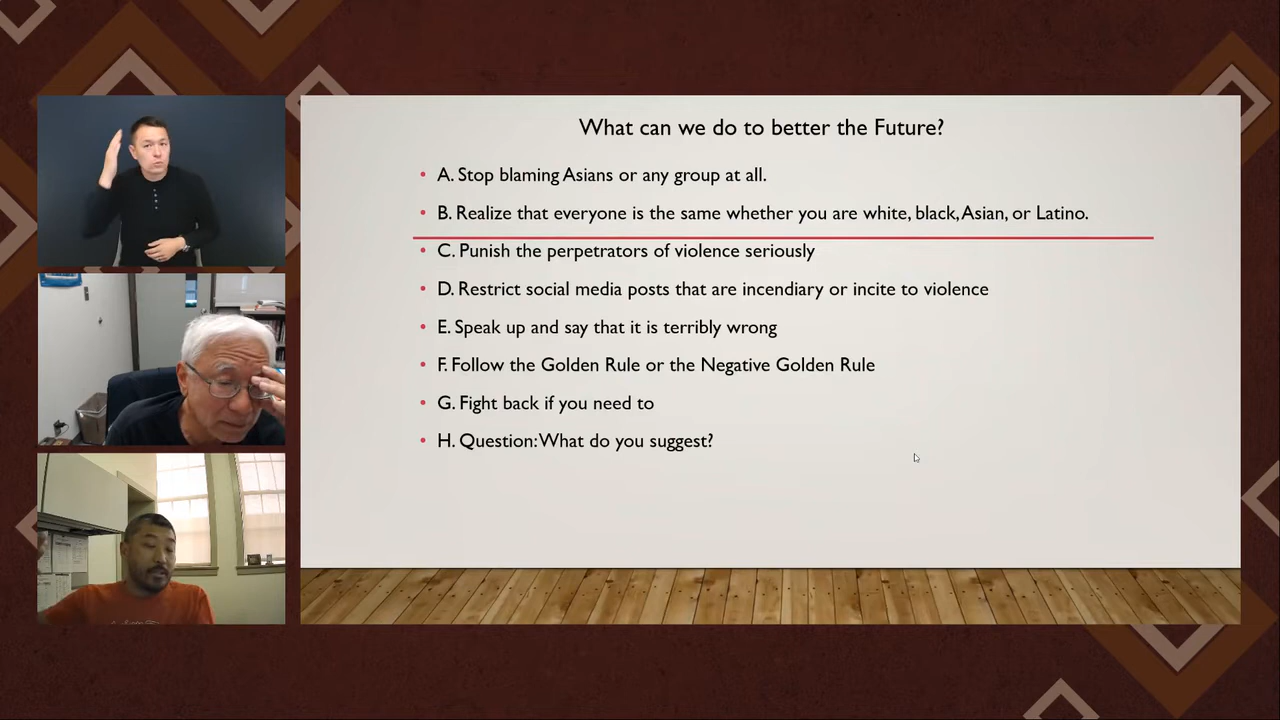 What can we do to better the Future?
• A. Stop blaming Asians or any group at all.
• B. Realize that everyone is the same whether you are white, black, Asian, or Latino.
• C. Punish the perpetrators of violence seriously
• D. Restrict social media posts that are incendiary or incite to violence
• E. Speak up and say that it is terribly wrong
• F. Follow the Golden Rule or the Negative Golden Rule
• G. Fight back if you need to
• H. Question: What do you suggest?